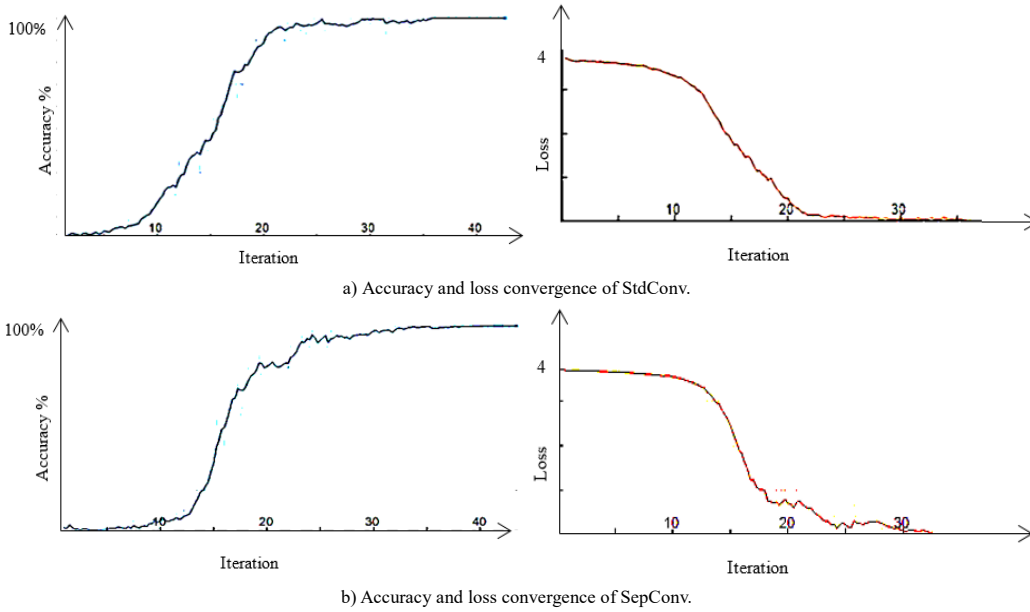 100%
Accuracy %
10 20 30 40
Iteration
4
Loss
10 20 30
Iteration
a) Accuracy and loss convergence of StdConv.
100%
Accuracy %
10 20 30 40
Iteration
4
Loss
10 20 30
Iteration
b) Accuracy and loss convergence of SepConv.